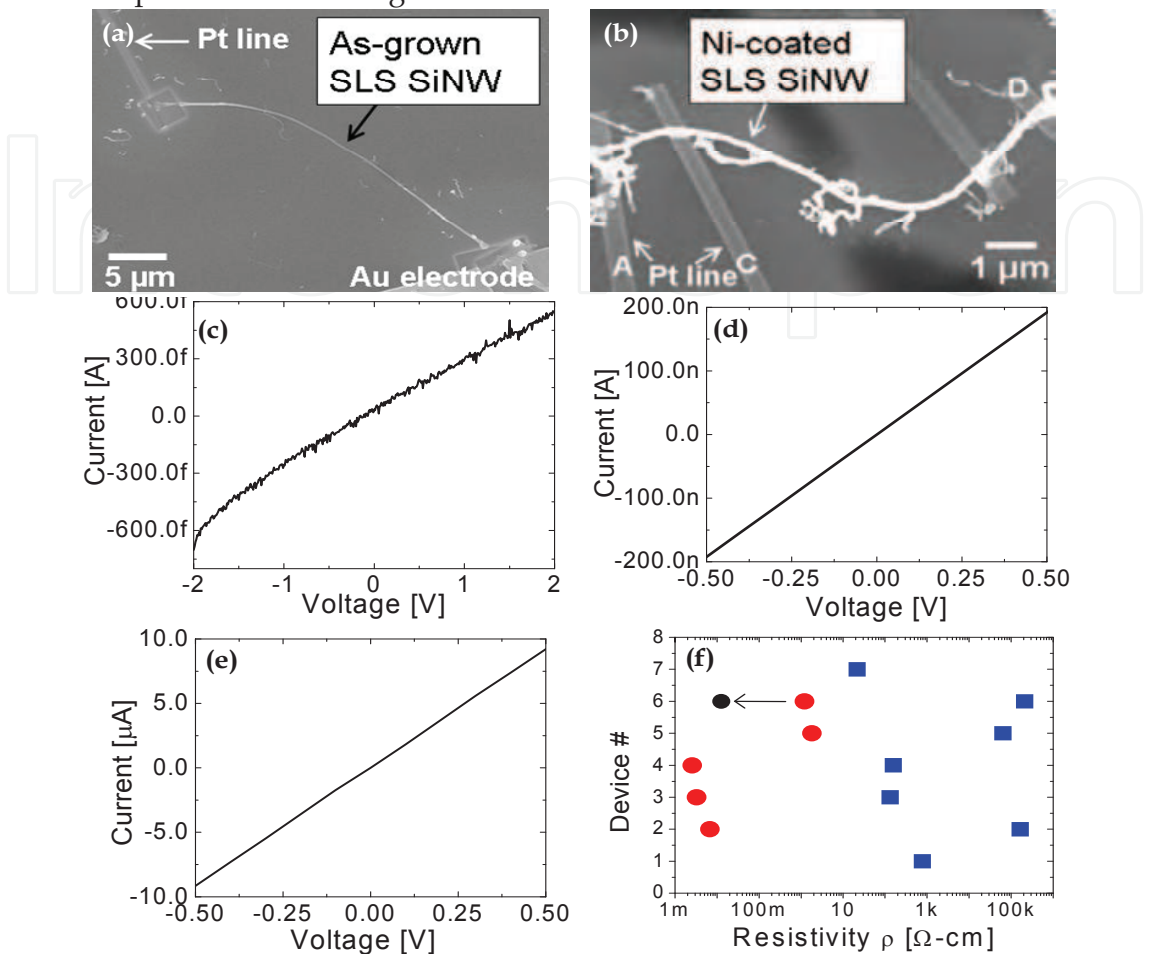 (a)
Pt line
As-grown
SLS SiNW
5 µm
Au electrode
(b)
Ni-coated
SLS SiNW
D
A
Pt line
C
1 µm
(c)
600.0f
300.0f
0.0
-300.0f
-600.0f
Current [A]
-2
-1
0
1
2
Voltage [V]
(d)
200.0n
100.0n
0.0
-100.0n
-200.0n
Current [A]
-0.50
-0.25
0.00
0.25
0.50
Voltage [V]
(e)
10.0
5.0
0.0
-5.0
-10.0
Current [µA]
-0.50
-0.25
0.00
0.25
0.50
Voltage [V]
(f)
7
6
5
4
3
2
1
0
Device #
1m
100m
10
1k
100k
Resistivity ρ [Ω-cm]